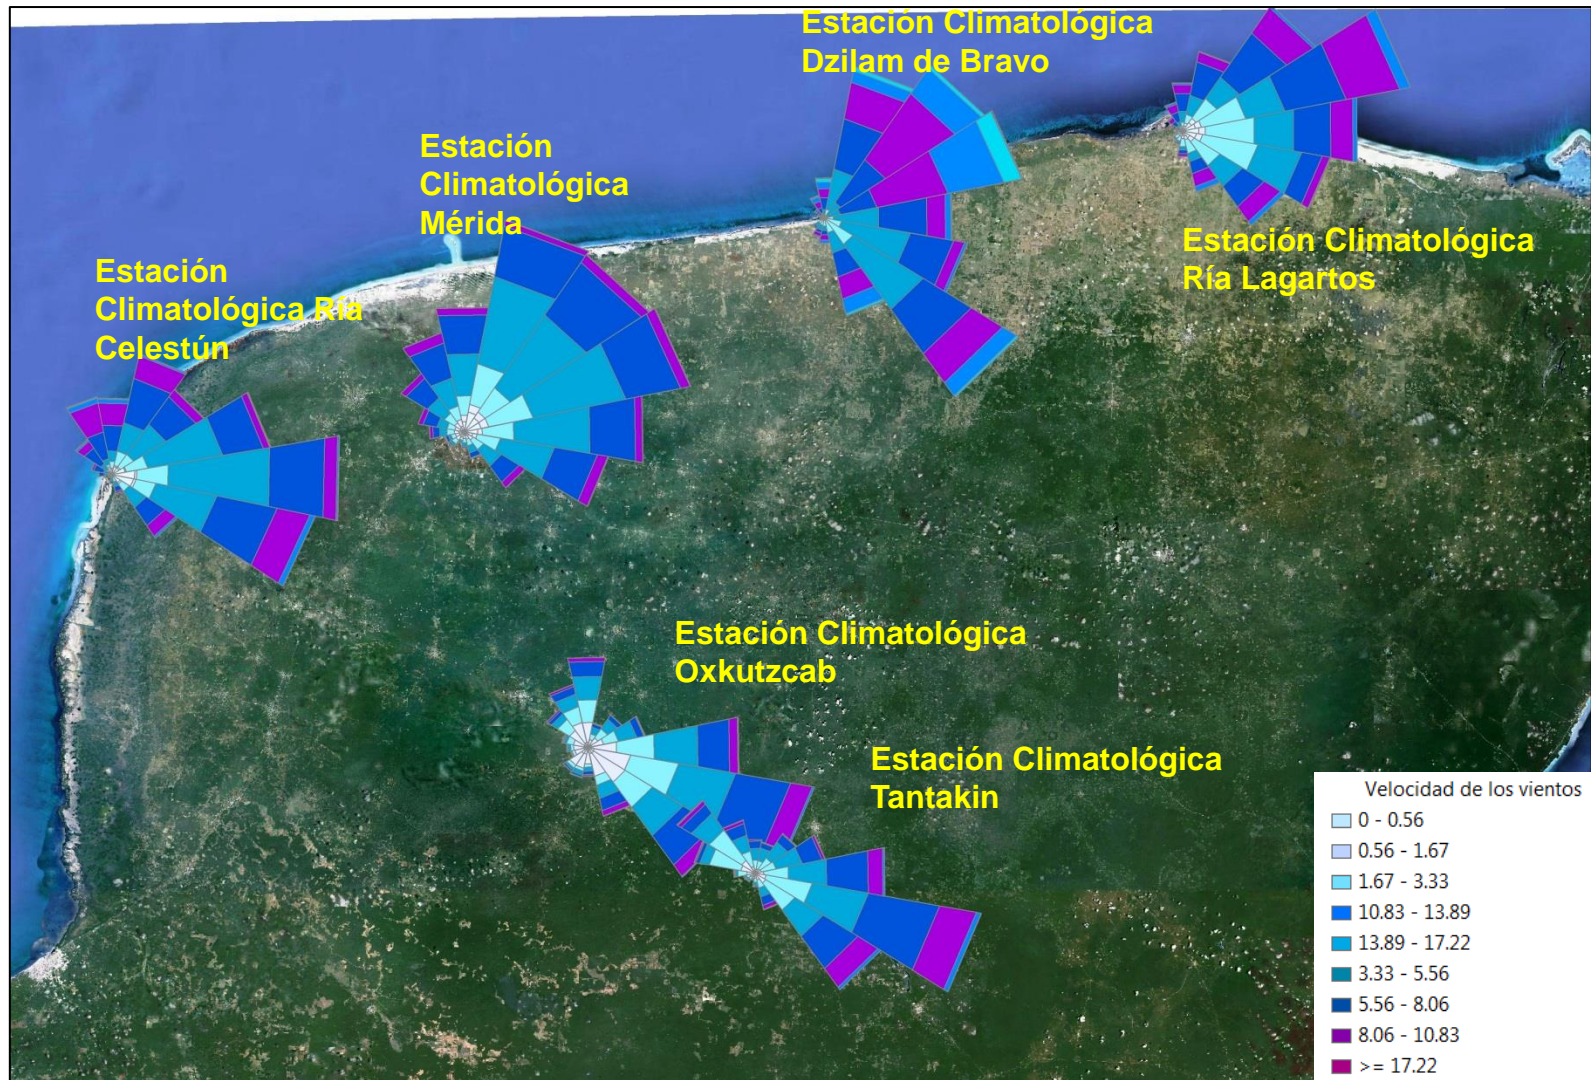 Estación Climatológica
Dzilam de Bravo
Estación
Climatológica
Mérida
Estación Climatológica
Ría Lagartos
Estación
Climatológica Ría
Celestún
Estación Climatológica
Oxkutzcab
Estación Climatológica
Tantakin
Velocidad de los vientos
0 - 0.56
0.56 - 1.67
1.67 - 3.33
10.83 - 13.89
13.89 - 17.22
3.33 - 5.56
5.56 - 8.06
8.06 - 10.83
>= 17.22